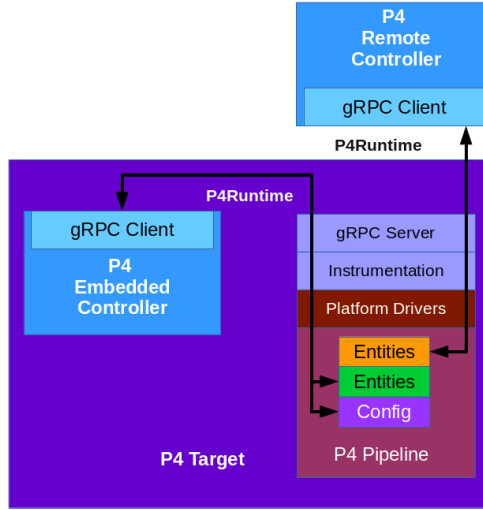 P4
Remote
Controller
gRPC Client
P4Runtime
P4Runtime
gRPC Client
P4
Embedded
Controller
gRPC Server
Instrumentation
Platform Drivers
Entities
Entities
Config
P4 Pipeline
P4 Target